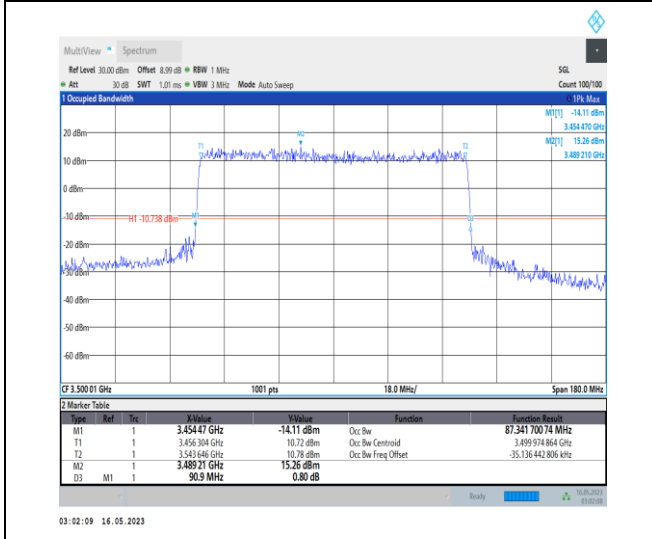 MultiView Spectrum
Ref Level 30.00 dBm Offset 8.99 dB RBW 1 MHz SGL
Att 30 dB SWT 1.01 ms VBW 3 MHz Mode Auto Sweep Count 100/100
1 Occupied Bandwidth 1Pk Max
M1[1] -14.11 dBm
3.454 470 GHz
M2[1] 15.26 dBm
3.489 210 GHz
20 dBm
M2
T1 T2
10 dBm
0 dBm
-10 dBm H1 -10.738 dBm M1
-20 dBm
-30 dBm
-40 dBm
-50 dBm
-60 dBm
CF 3.500 01 GHz 1001 pts 18.0 MHz/ Span 180.0 MHz
2 Marker Table
Type Ref Trc X-Value Y-Value Function Function Result
M1 1 3.454 47 GHz -14.11 dBm Occ Bw 87.341 700 74 MHz
T1 1 3.456 304 GHz 10.72 dBm Occ Bw Centroid 3.499 974 864 GHz
T2 1 3.543 646 GHz 10.78 dBm Occ Bw Freq Offset -35.136 442 806 kHz
M2 1 3.489 21 GHz 15.26 dBm
D3 M1 1 90.9 MHz 0.80 dB
Ready 16.05.2023
03:02:08
03:02:09 16.05.2023